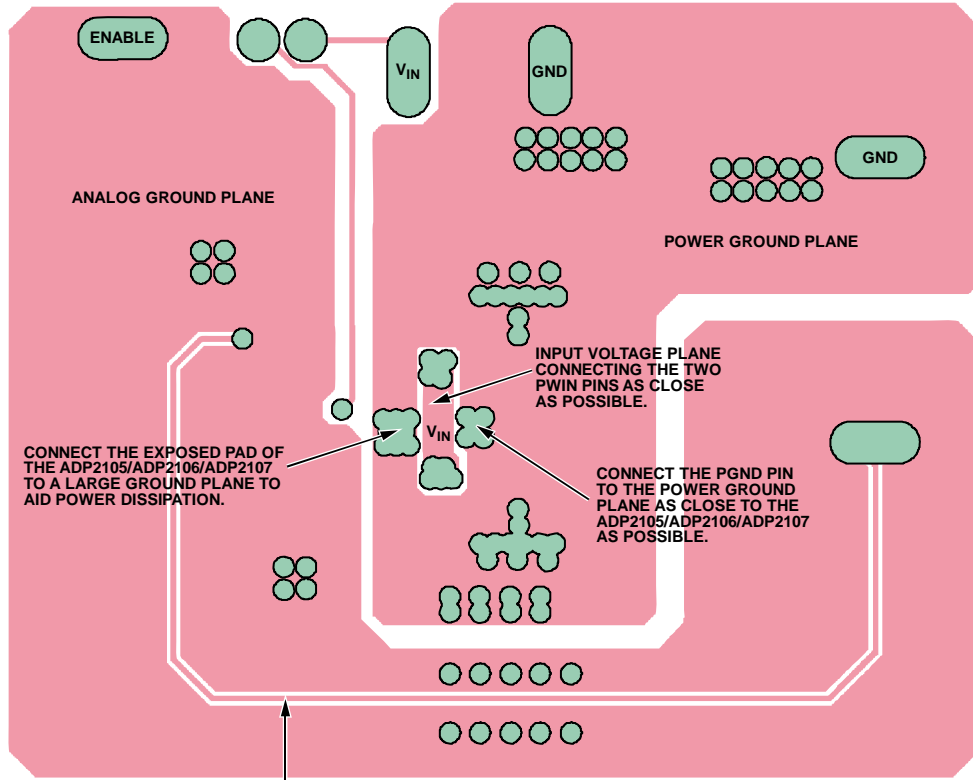 ENABLE
VIN
GND
GND
ANALOG GROUND PLANE
POWER GROUND PLANE
INPUT VOLTAGE PLANE
CONNECTING THE TWO
PWIN PINS AS CLOSE
AS POSSIBLE.
VIN
CONNECT THE EXPOSED PAD OF
THE ADP2105/ADP2106/ADP2107
TO A LARGE GROUND PLANE TO
AID POWER DISSIPATION.
CONNECT THE PGND PIN
TO THE POWER GROUND
PLANE AS CLOSE TO THE
ADP2105/ADP2106/ADP2107
AS POSSIBLE.